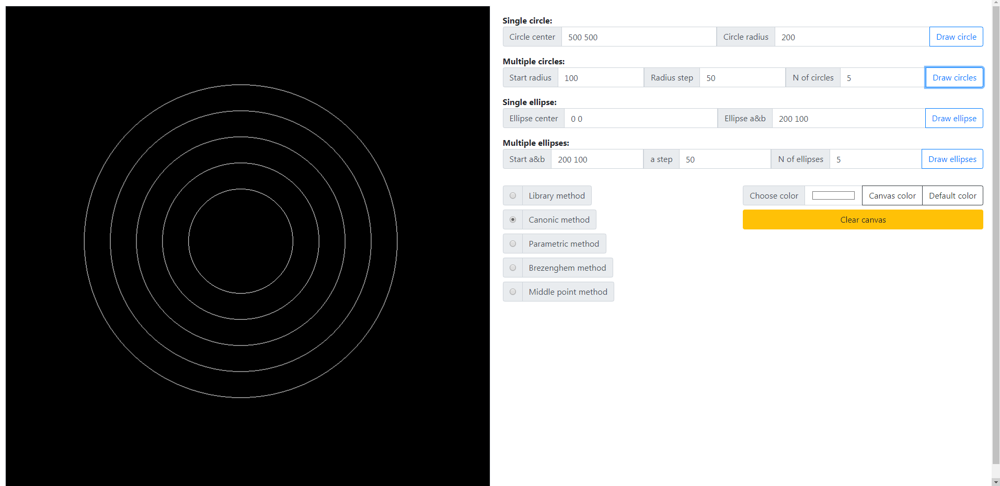 Single circle:
Circle center 500 500 Circle radius 200 Draw circle
Multiple circles:
Start radius 100 Radius step 50 N of circles 5 Draw circles
Single ellipse:
Ellipse center 0 0 Ellipse a&b 200 100 Draw ellipse
Multiple ellipses:
Start a&b 200 100 a step 50 N of ellipses 5 Draw ellipses
Library method Choose color Canvas color Default color
Canonic method Clear canvas
Parametric method
Brezenghem method
Middle point method